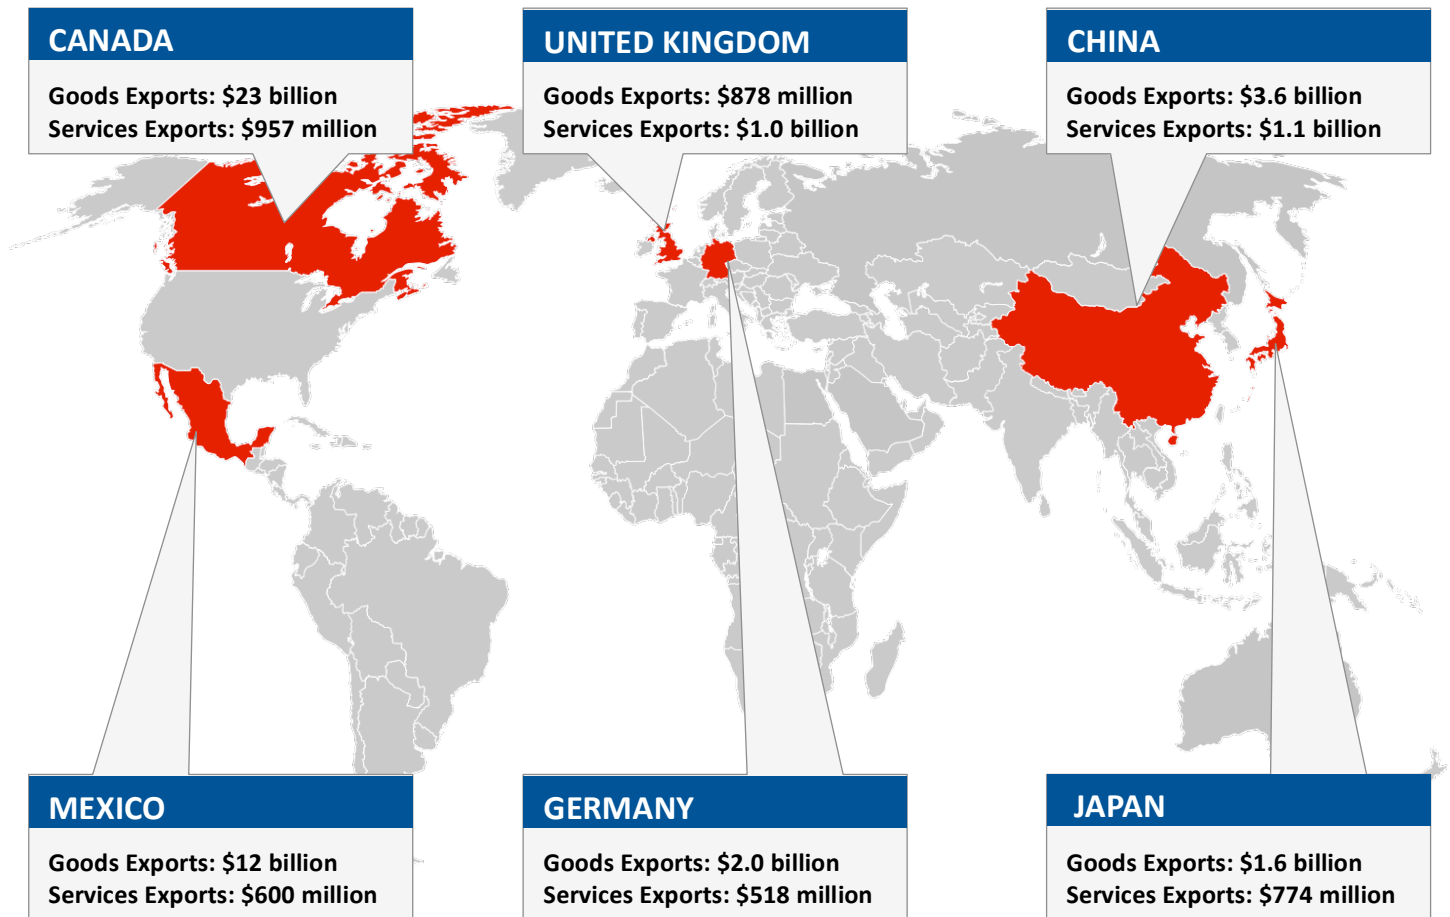 CANADA
Goods Exports: $23 billion
Services Exports: $957 million
UNITED KINGDOM
Goods Exports: $878 million
Services Exports: $1.0 billion
CHINA
Goods Exports: $3.6 billion
Services Exports: $1.1 billion
MEXICO
Goods Exports: $12 billion
Services Exports: $600 million
GERMANY
Goods Exports: $2.0 billion
Services Exports: $518 million
JAPAN
Goods Exports: $1.6 billion
Services Exports: $774 million